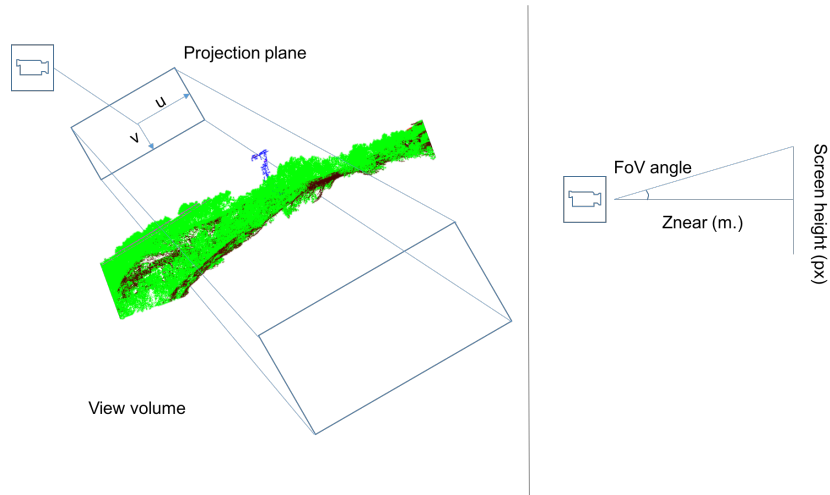 Projection plane
u
v
View volume
FoV angle
Znear (m.)
Screen height (px)